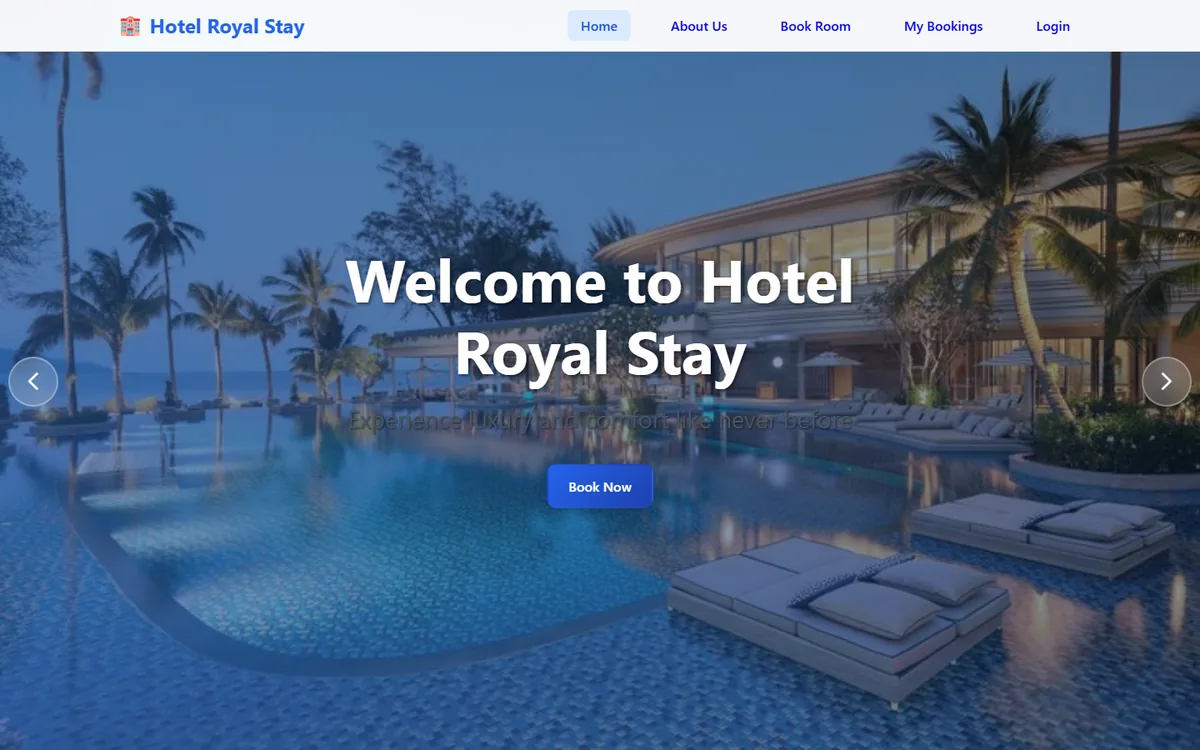 Hotel Royal Stay
Home
About Us
Book Room
My Bookings
Login
Welcome to Hotel
Royal Stay
Experience luxury and comfort like never before
Book Now